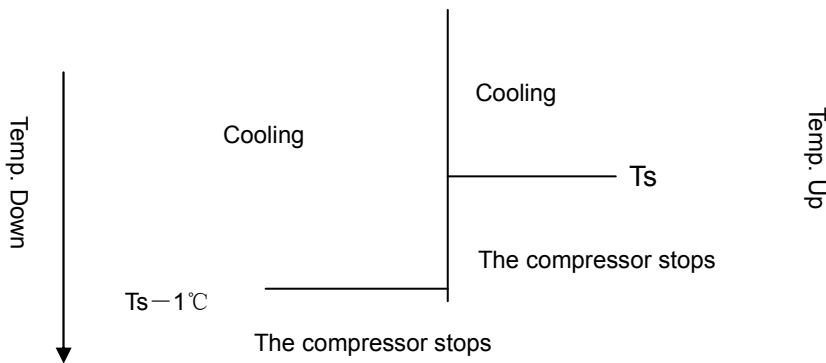 Cooling
Cooling
Temp. Down
Temp. Up
Ts
The compressor stops
Ts－1℃
The compressor stops